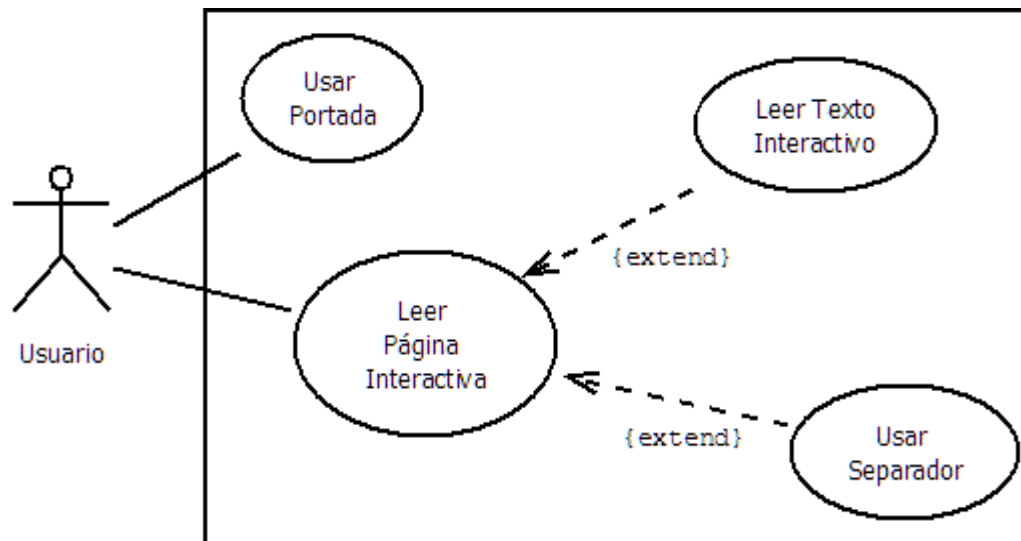 Usar
Portada
Leer Texto
Interactivo
{extend}
Leer
Página
Interactiva
Usuario
{extend}
Usar
Separador